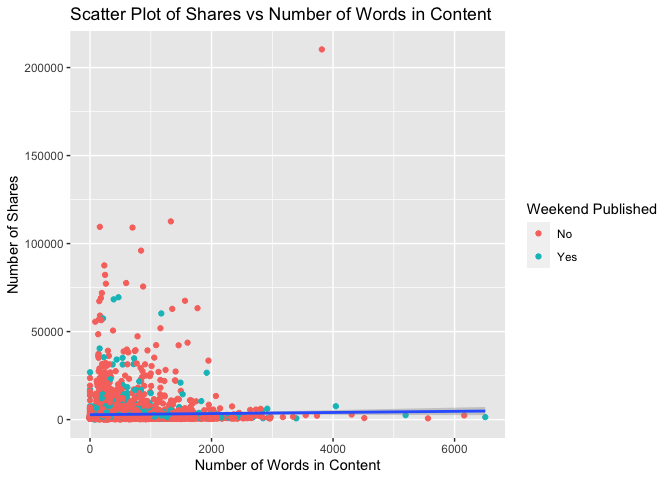 Scatter Plot of Shares vs Number of Words in Content
200000
150000
100000
50000
0
Number of Shares
0 2000 4000 6000
Number of Words in Content
Weekend Published
No
Yes